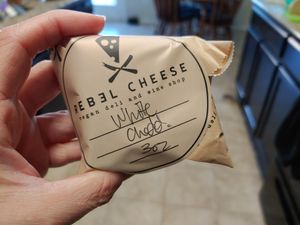 REBEL CHEESE
vegan deli and wine shop
White
Chedd.
3oz